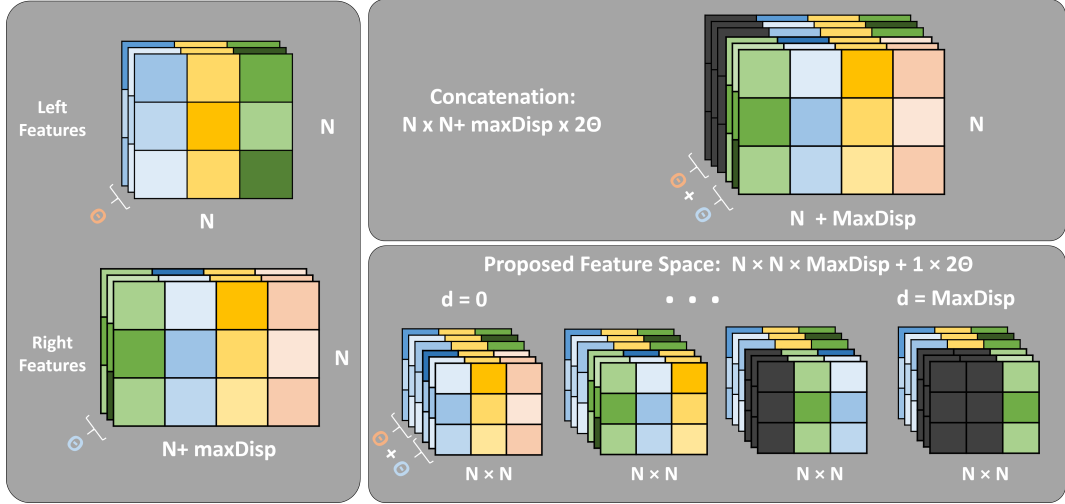 Left
Features
N
Θ
N
Right
Features
N
Θ
N+ maxDisp
Concatenation:
N x N+ maxDisp x 2Θ
N
Θ
+
Θ
N + MaxDisp
Proposed Feature Space: N × N × MaxDisp + 1 × 2Θ
d = 0
• • •
d = MaxDisp
Θ
+
Θ
N × N
N × N
N × N
N × N